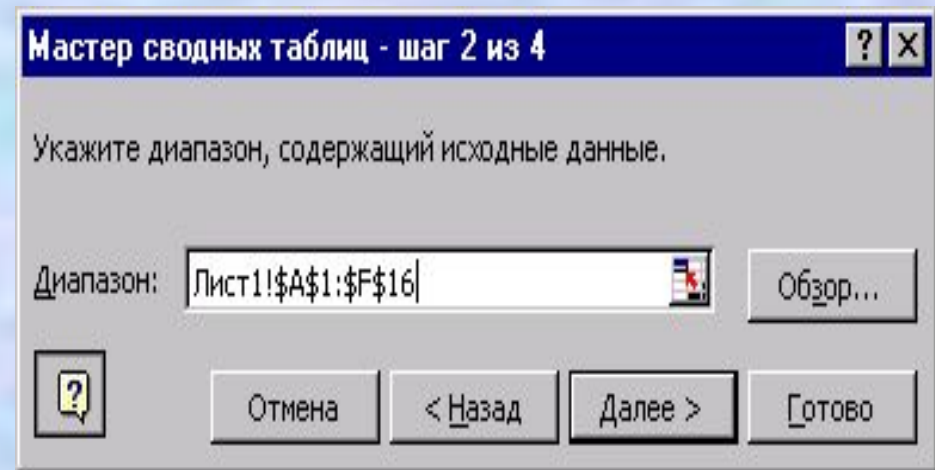 Мастер сводных таблиц - шаг 2 из 4 ? X
Укажите диапазон, содержащий исходные данные.
Диапазон: Лист1!$A$1:$F$16 Обзор...
? Отмена < Назад Далее > Готово